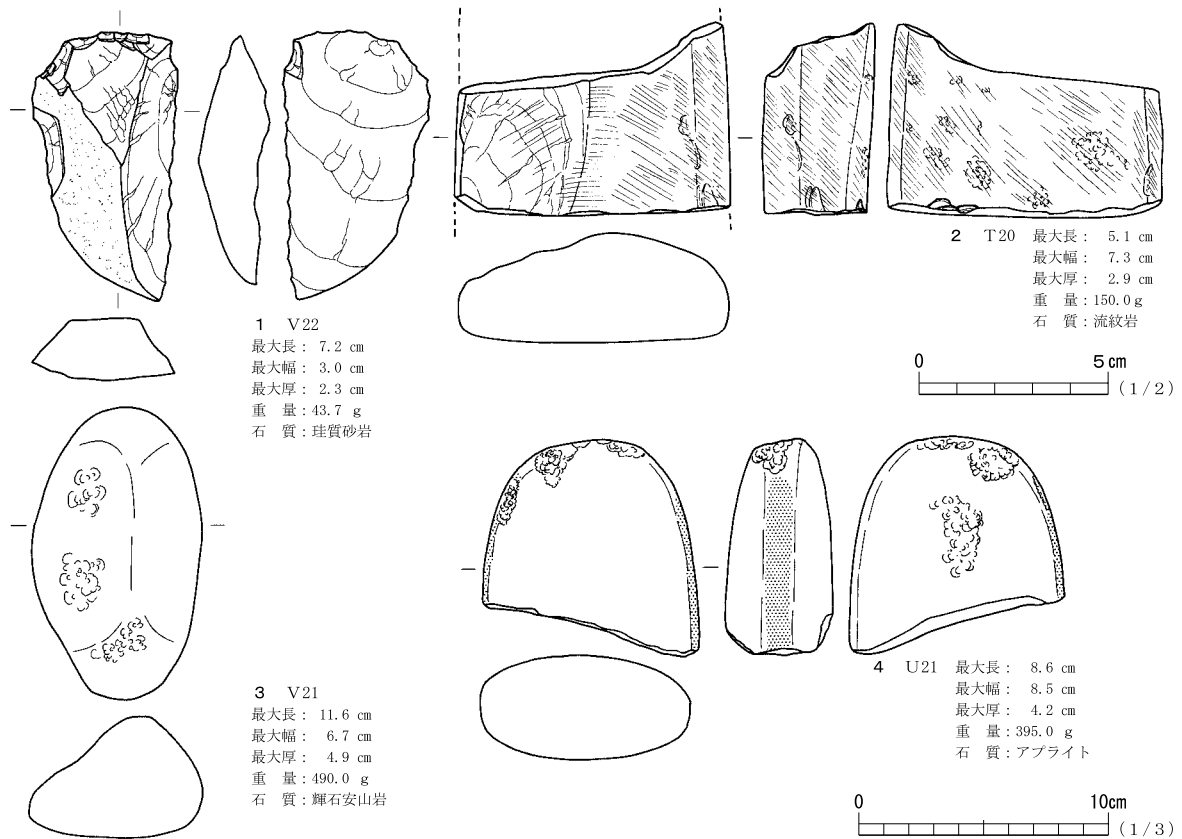 1 V22
最大長： 7.2 cm
最大幅： 3.0 cm
最大厚： 2.3 cm
重 量：43.7 g
石 質：珪質砂岩
2 T20 最大長： 5.1 cm
最大幅： 7.3 cm
最大厚： 2.9 cm
重 量：150.0 g
石 質：流紋岩
0 5cm
(1/2)
3 V21
最大長： 11.6 cm
最大幅： 6.7 cm
最大厚： 4.9 cm
重 量：490.0 g
石 質：輝石安山岩
4 U21 最大長： 8.6 cm
最大幅： 8.5 cm
最大厚： 4.2 cm
重 量：395.0 g
石 質：アプライト
0 10cm
(1/3)